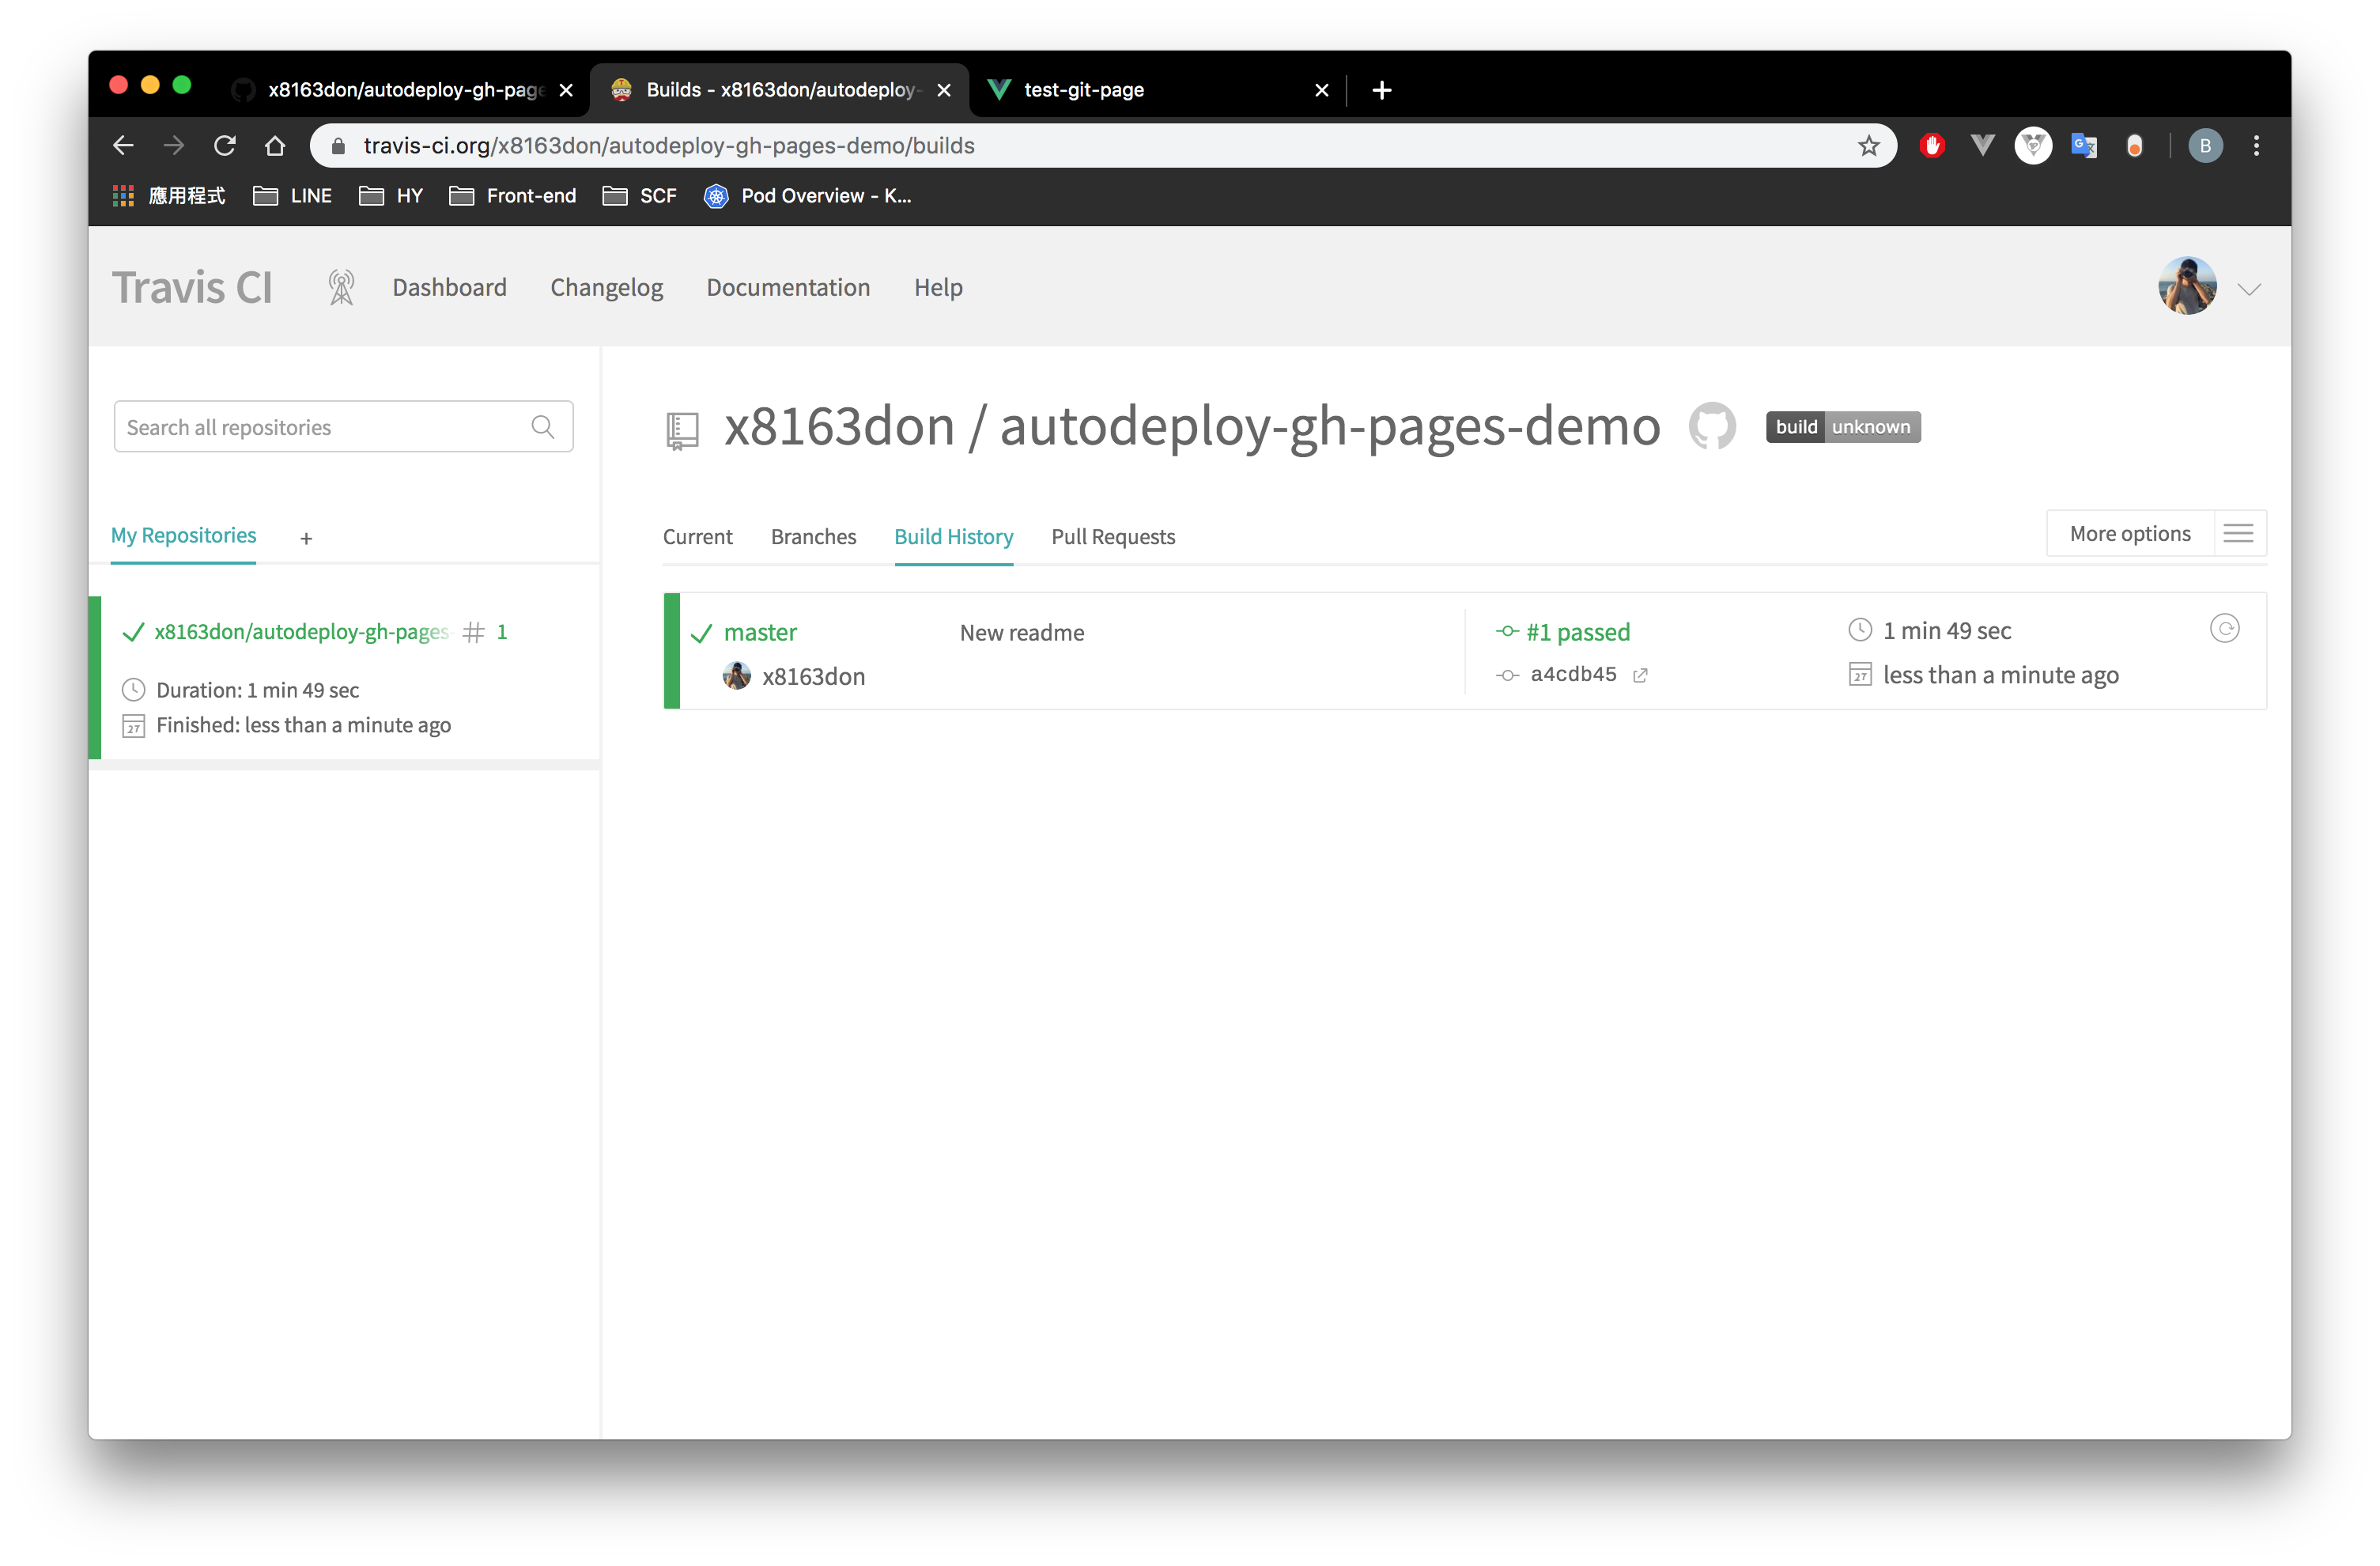 x8163don/autodeploy-gh-page
Builds - x8163don/autodeploy-
test-git-page
travis-ci.org/x8163don/autodeploy-gh-pages-demo/builds
B
應用程式
LINE
HY
Front-end
SCF
Pod Overview - K...
Travis CI
Dashboard
Changelog
Documentation
Help
Search all repositories
x8163don / autodeploy-gh-pages-demo
build unknown
My Repositories
+
Current
Branches
Build History
Pull Requests
More options
x8163don/autodeploy-gh-pages- # 1
Duration: 1 min 49 sec
27 Finished: less than a minute ago
master
New readme
#1 passed
1 min 49 sec
x8163don
a4cdb45
27 less than a minute ago